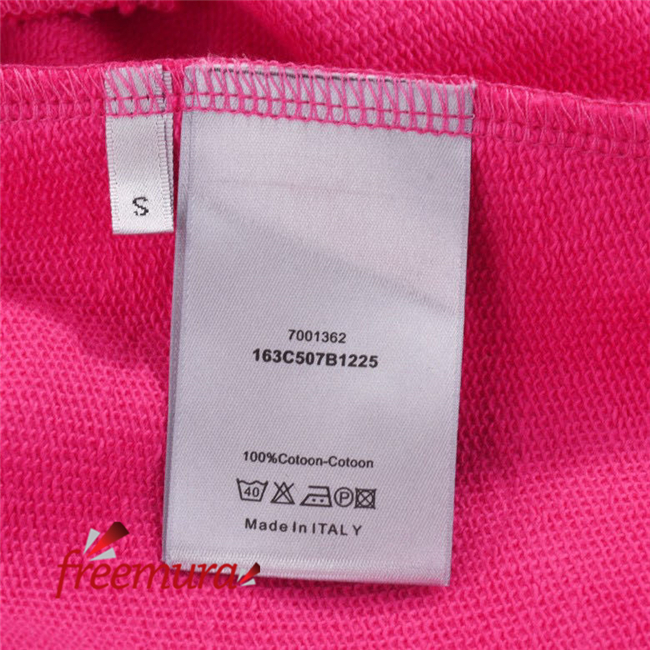 S
7001362
163C507B1225
100%Cotoon-Cotoon
40 P
Made In ITALY
freemura